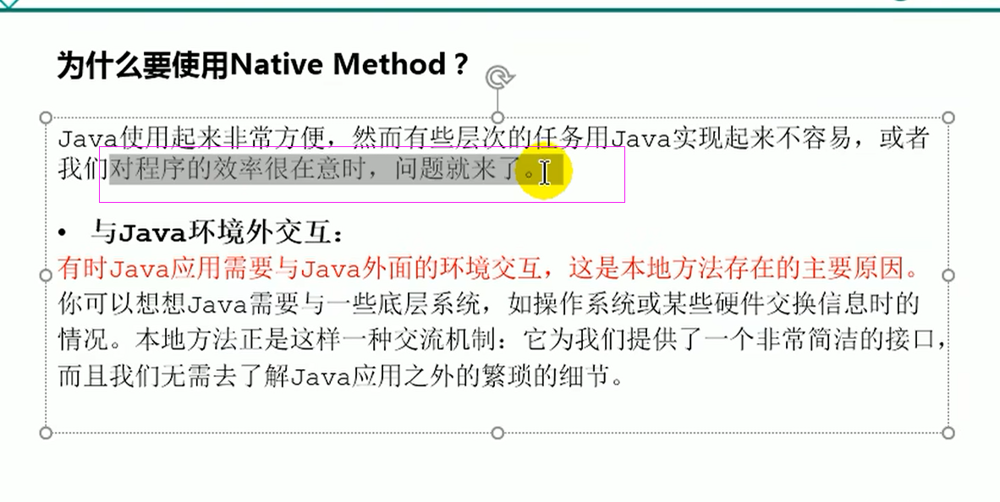 为什么要使用Native Method？
Java使用起来非常方便，然而有些层次的任务用Java实现起来不容易，或者
我们对程序的效率很在意时，问题就来了。
• 与Java环境外交互：
有时Java应用需要与Java外面的环境交互，这是本地方法存在的主要原因。
你可以想想Java需要与一些底层系统，如操作系统或某些硬件交换信息时的
情况。本地方法正是这样一种交流机制：它为我们提供了一个非常简洁的接口，
而且我们无需去了解Java应用之外的繁琐的细节。